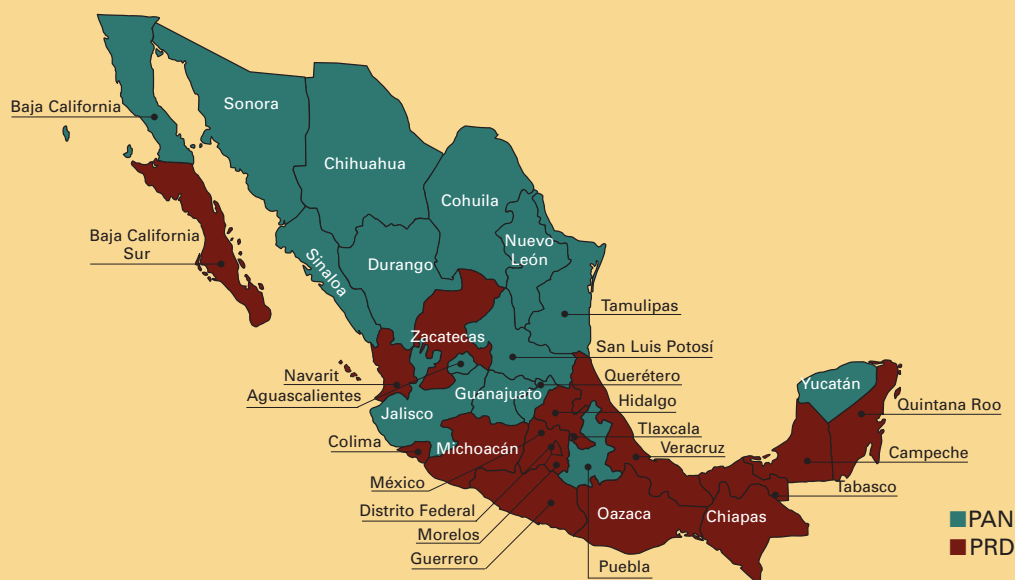 Baja California
Sonora
Chihuahua
Cohuila
Baja California
Sur
Sinaloa
Durango
Nuevo
León
Tamulipas
Zacatecas
San Luis Potosí
Navarit
Aguascalientes
Guanajuato
Querétero
Yucatán
Hidalgo
Quintana Roo
Jalisco
Tlaxcala
Colima
Michoacán
Veracruz
Campeche
México
Tabasco
Distrito Federal
Oazaca
Chiapas
PAN
Morelos
Guerrero
Puebla
PRD